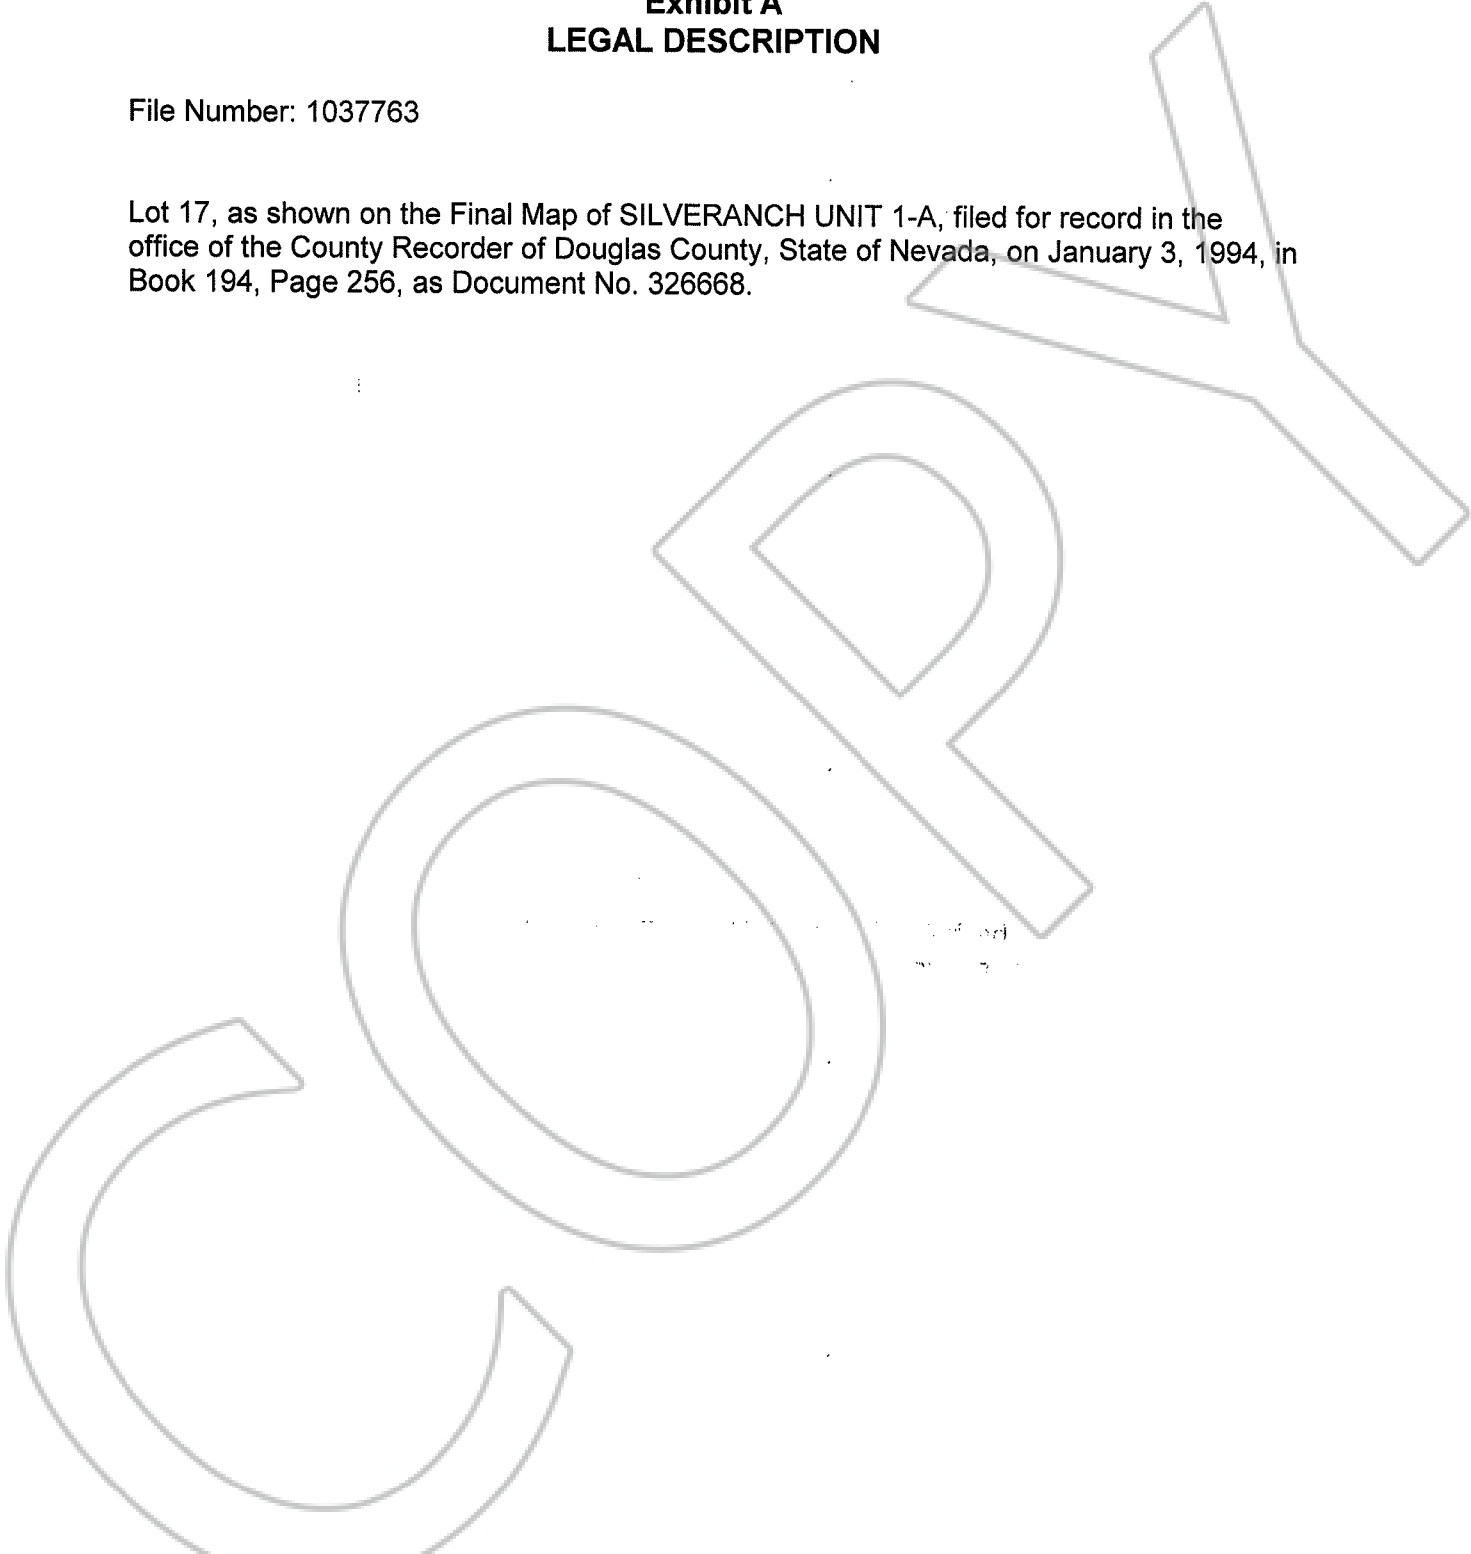 Exhibit A
LEGAL DESCRIPTION
File Number: 1037763
Lot 17, as shown on the Final Map of SILVERANCH UNIT 1-A, filed for record in the
office of the County Recorder of Douglas County, State of Nevada, on January 3, 1994, in
Book 194, Page 256, as Document No. 326668.
COPY